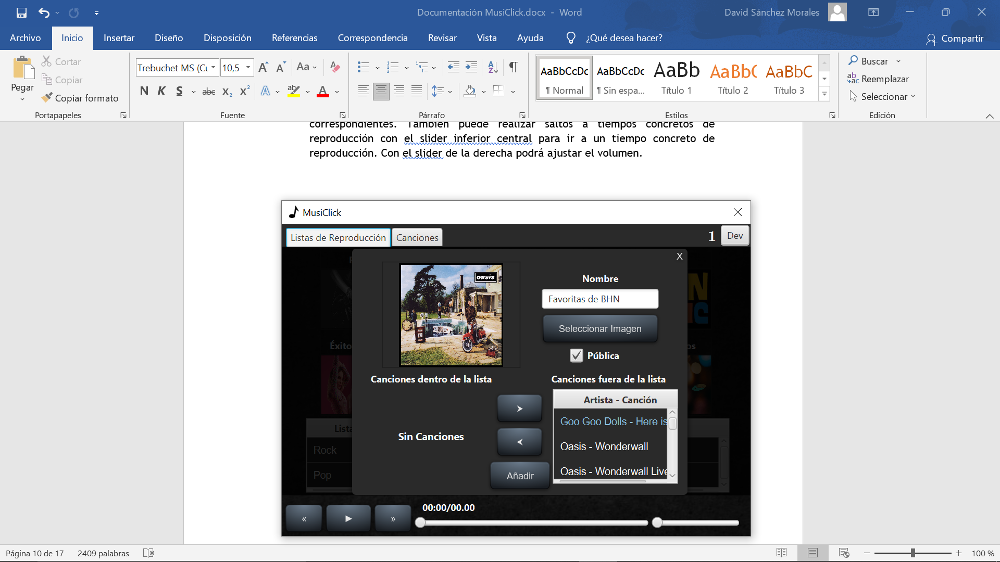 Documentación MusiClick.docx - Word
David Sánchez Morales
Archivo Inicio Insertar Diseño Disposición Referencias Correspondencia Revisar Vista Ayuda ¿Qué desea hacer? Compartir
Pegar
Cortar
Copiar
Copiar formato
Portapapeles
Trebuchet MS (Cu 10,5
Aa
N K S abc X₂ X²
Fuente
Párrafo
AaBbCcDc AaBbCcDc AaBb AaBbC AaBbC
¶ Normal ¶ Sin espa... Título 1 Título 2 Título 3
Estilos
Buscar
Reemplazar
Seleccionar
Edición
correspondientes. También puede realizar saltos a tiempos concretos de
reproducción con el slider inferior central para ir a un tiempo concreto de
reproducción. Con el slider de la derecha podrá ajustar el volumen.
MusiClick
Listas de Reproducción Canciones
1 Dev
X
oasis
Nombre
Favoritas de BHN
Seleccionar Imagen
Pública
Éxito
os
Canciones dentro de la lista
Canciones fuera de la lista
Artista - Canción
Goo Goo Dolls - Here is
Oasis - Wonderwall
Oasis - Wonderwall Live
Sin Canciones
Añadir
Lista
Rock
Pop
00:00/00.00
Página 10 de 17 2409 palabras 100 %